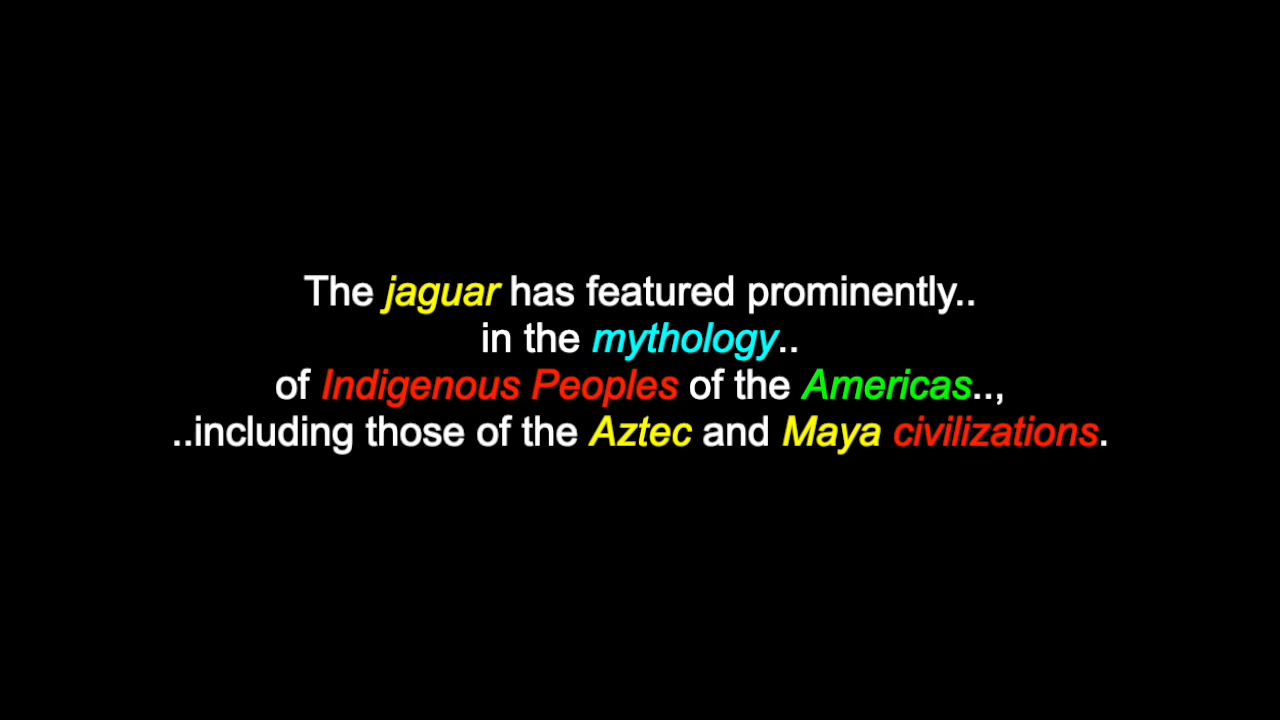 The jaguar has featured prominently..
in the mythology..
of Indigenous Peoples of the Americas..,
..including those of the Aztec and Maya civilizations.